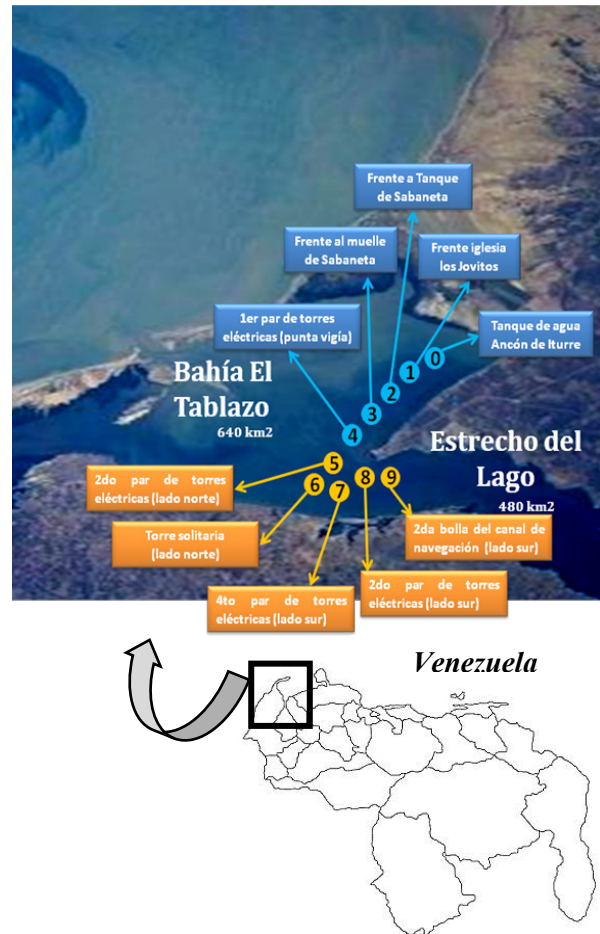 Frente a Tanque
de Sabaneta
Frente al muelle
de Sabaneta
Frente iglesia
los Jovitos
1er par de torres
eléctricas (punta vigía)
Tanque de agua
Ancón de Iturre
0
1
2
3
4
Bahía El
Tablazo
640 km2
Estrecho del
Lago
480 km2
5
6
7
8
9
2do par de torres
eléctricas (lado norte)
Torre solitaria
(lado norte)
2da bolla del canal de
navegación (lado sur)
4to par de torres
eléctricas (lado sur)
2do par de torres
eléctricas (lado sur)
Venezuela